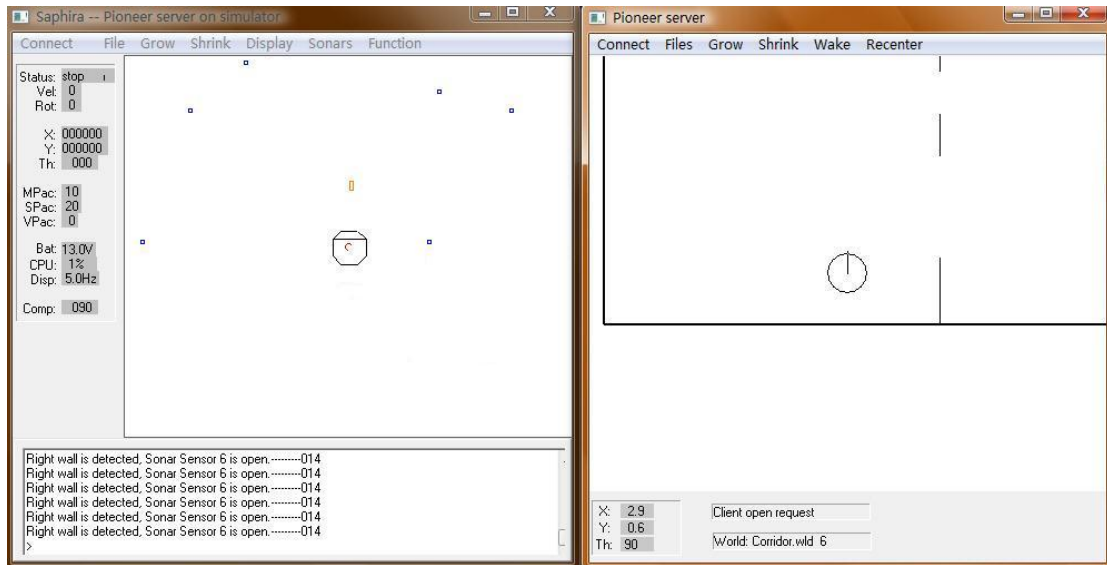 Saphira -- Pioneer server on simulator
Connect File Grow Shrink Display Sonars Function
Status: stop
Vel: 0
Rot: 0
X: 000000
Y: 000000
Th: 000
MPac: 10
SPac: 20
VPac: 0
Bat: 13.0V
CPU: 1%
Disp: 5.0Hz
Comp: 090
Right wall is detected, Sonar Sensor 6 is open.---------014
Right wall is detected, Sonar Sensor 6 is open.---------014
Right wall is detected, Sonar Sensor 6 is open.---------014
Right wall is detected, Sonar Sensor 6 is open.---------014
Right wall is detected, Sonar Sensor 6 is open.---------014
Right wall is detected, Sonar Sensor 6 is open.---------014
>
Pioneer server
Connect Files Grow Shrink Wake Recenter
X: 2.9
Y: 0.6
Th: 90
Client open request
World: Corridor.wld 6